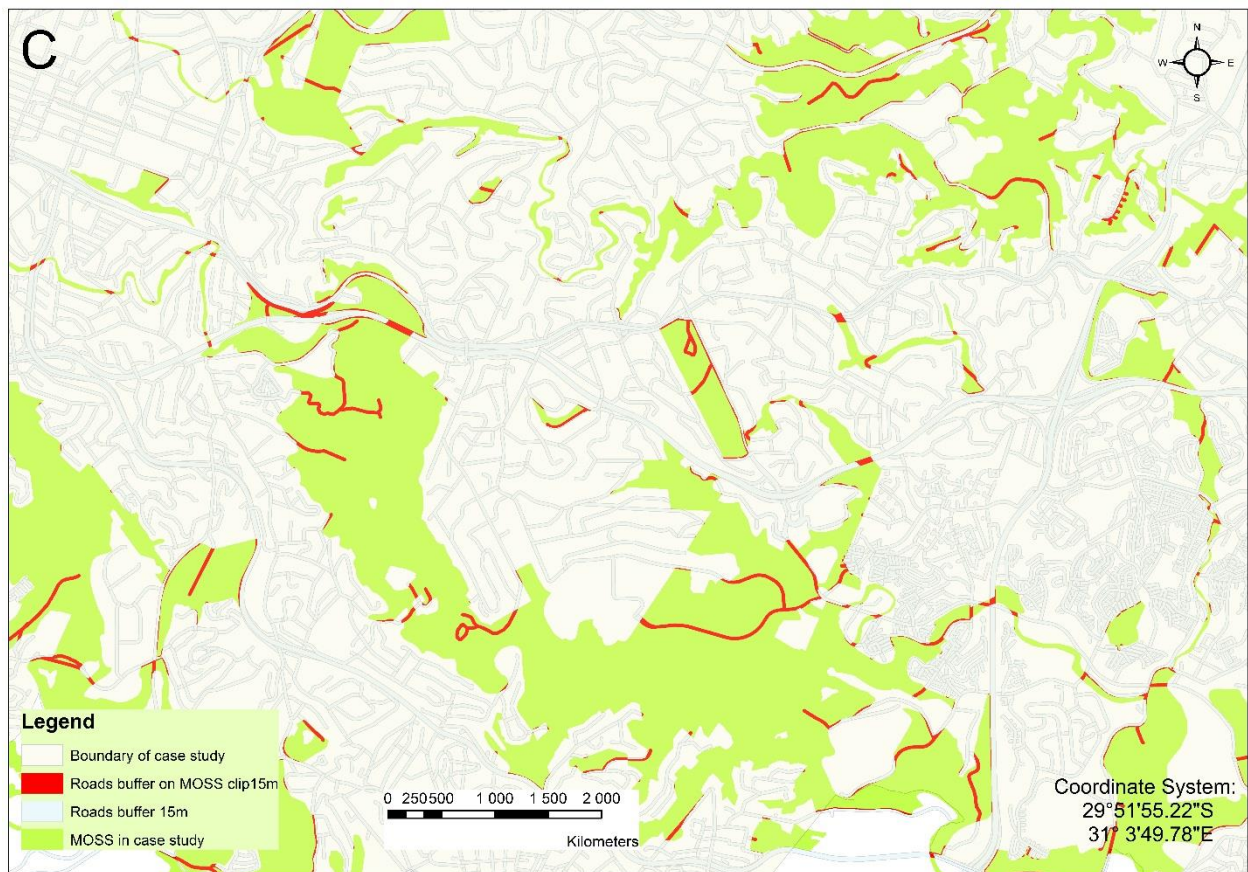 C
N
W E
S
Legend
Boundary of case study
Roads buffer on MOSS clip15m
Roads buffer 15m
MOSS in case study
0 250500 1 000 1 500 2 000
Kilometers
Coordinate System:
29°51'55.22"S
31° 3'49.78"E